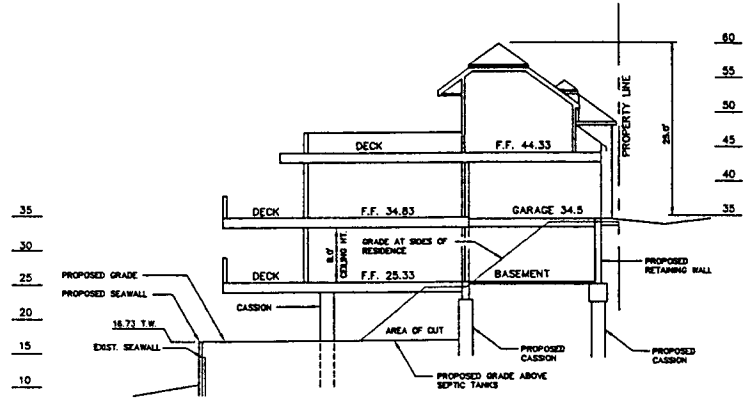 60
55
PROPERTY LINE
50
25.0'
DECK
F.F. 44.33
45
40
35
DECK
F.F. 34.83
GARAGE 34.5
35
8.0'
CEILING HT.
GRADE AT SIDES OF
RESIDENCE
30
PROPOSED GRADE
DECK
F.F. 25.33
BASEMENT
PROPOSED
RETAINING WALL
25
PROPOSED SEAWALL
CASSION
20
16.73 T.W.
AREA OF CUT
EXIST. SEAWALL
15
PROPOSED
CASSION
PROPOSED
CASSION
PROPOSED GRADE ABOVE
SEPTIC TANKS
10